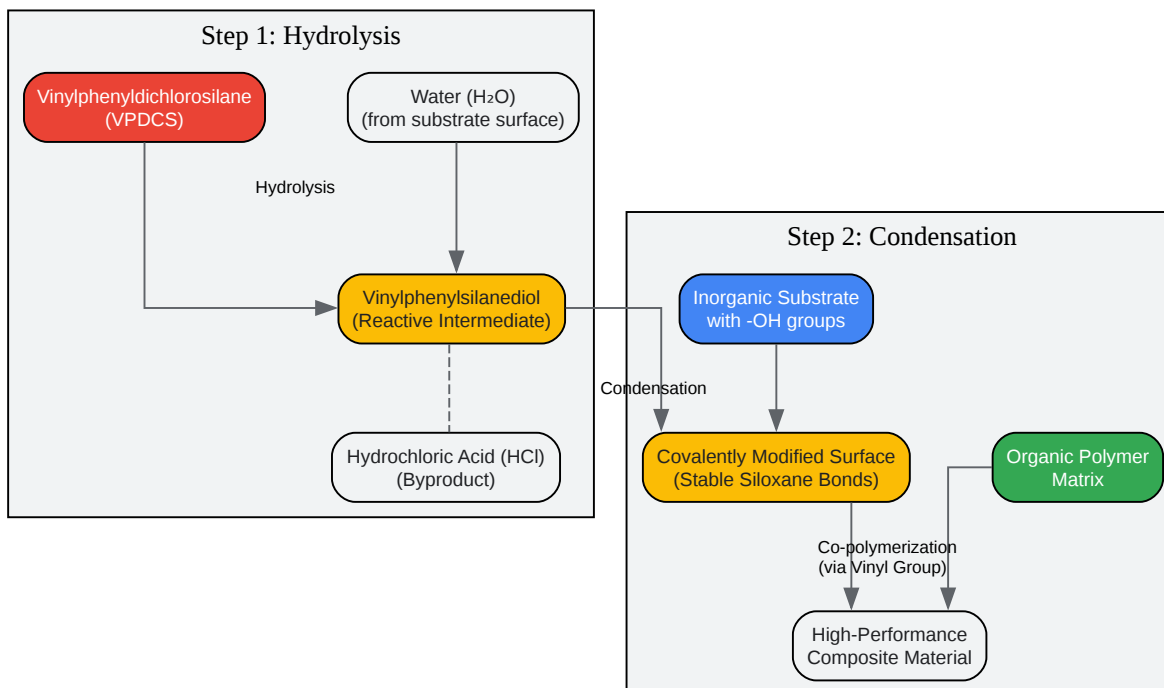 Step 1: Hydrolysis
Vinylphenyldichlorosilane
(VPDCS)
Water (H₂O)
(from substrate surface)
Hydrolysis
Vinylphenylsilanediol
(Reactive Intermediate)
Hydrochloric Acid (HCl)
(Byproduct)
Condensation
Step 2: Condensation
Inorganic Substrate
with -OH groups
Covalently Modified Surface
(Stable Siloxane Bonds)
Organic Polymer
Matrix
Co-polymerization
(via Vinyl Group)
High-Performance
Composite Material